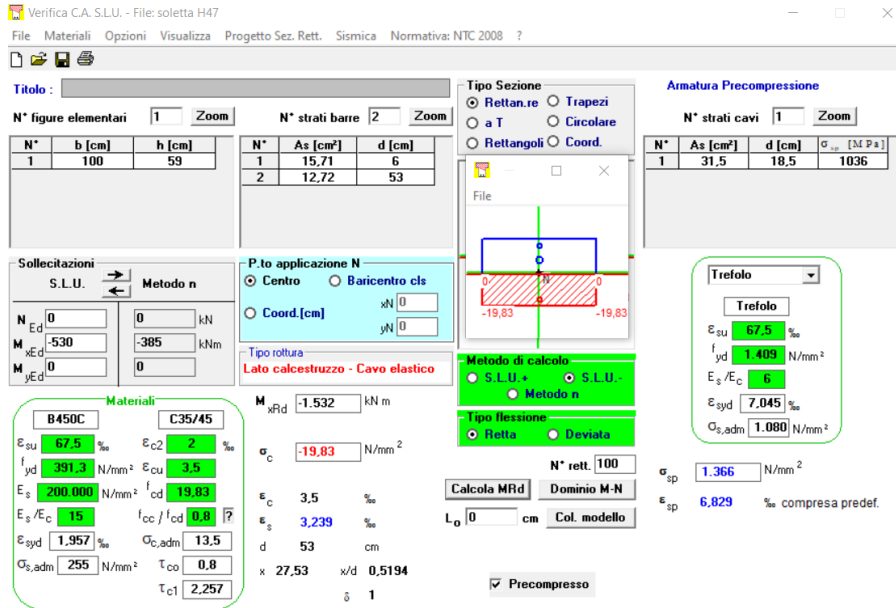 Verifica C.A. S.L.U. - File: soletta H47
File Materiali Opzioni Visualizza Progetto Sez. Rett. Sismica Normativa: NTC 2008 ?
Titolo :
N° figure elementari 1 Zoom
N° b [cm] h [cm]
1 100 59
N° strati barre 2 Zoom
N° As [cm²] d [cm]
1 15,71 6
2 12,72 53
Tipo Sezione
Rettan.re Trapezi
a T Circolare
Rettangoli Coord.
Armatura Precompressione
N° strati cavi 1 Zoom
N° As [cm²] d [cm] σsp [MPa]
1 31,5 18,5 1036
File
0 N 0
-19,83 -19,83
Sollecitazioni
S.L.U. Metodo n
N Ed 0 0 kN
M xEd -530 -385 kNm
M yEd 0 0
P.to applicazione N
Centro Baricentro cls
Coord.[cm] xN 0
yN 0
Tipo rottura
Lato calcestruzzo - Cavo elastico
Metodo di calcolo
S.L.U.+ S.L.U.-
Metodo n
Tipo flessione
Retta Deviata
N° rett. 100
Calcola MRd Dominio M-N
L o 0 cm Col. modello
Precompresso
Materiali
B450C C35/45
εsu 67,5 ‰ εc2 2 ‰
fyd 391,3 N/mm² εcu 3,5
Es 200.000 N/mm² fcd 19,83
Es/Ec 15 fcc / fcd 0,8 ?
εsyd 1,957 ‰ σc,adm 13,5
σs,adm 255 N/mm² τco 0,8
τc1 2,257
M xRd -1.532 kN m
σc -19,83 N/mm²
εc 3,5 ‰
εs 3,239 ‰
d 53 cm
x 27,53 x/d 0,5194
δ 1
Trefolo
Trefolo
εsu 67,5 ‰
fyd 1.409 N/mm²
Es/Ec 6
εsyd 7,045 ‰
σs,adm 1.080 N/mm²
σsp 1.366 N/mm²
εsp 6,829 ‰ compresa predef.